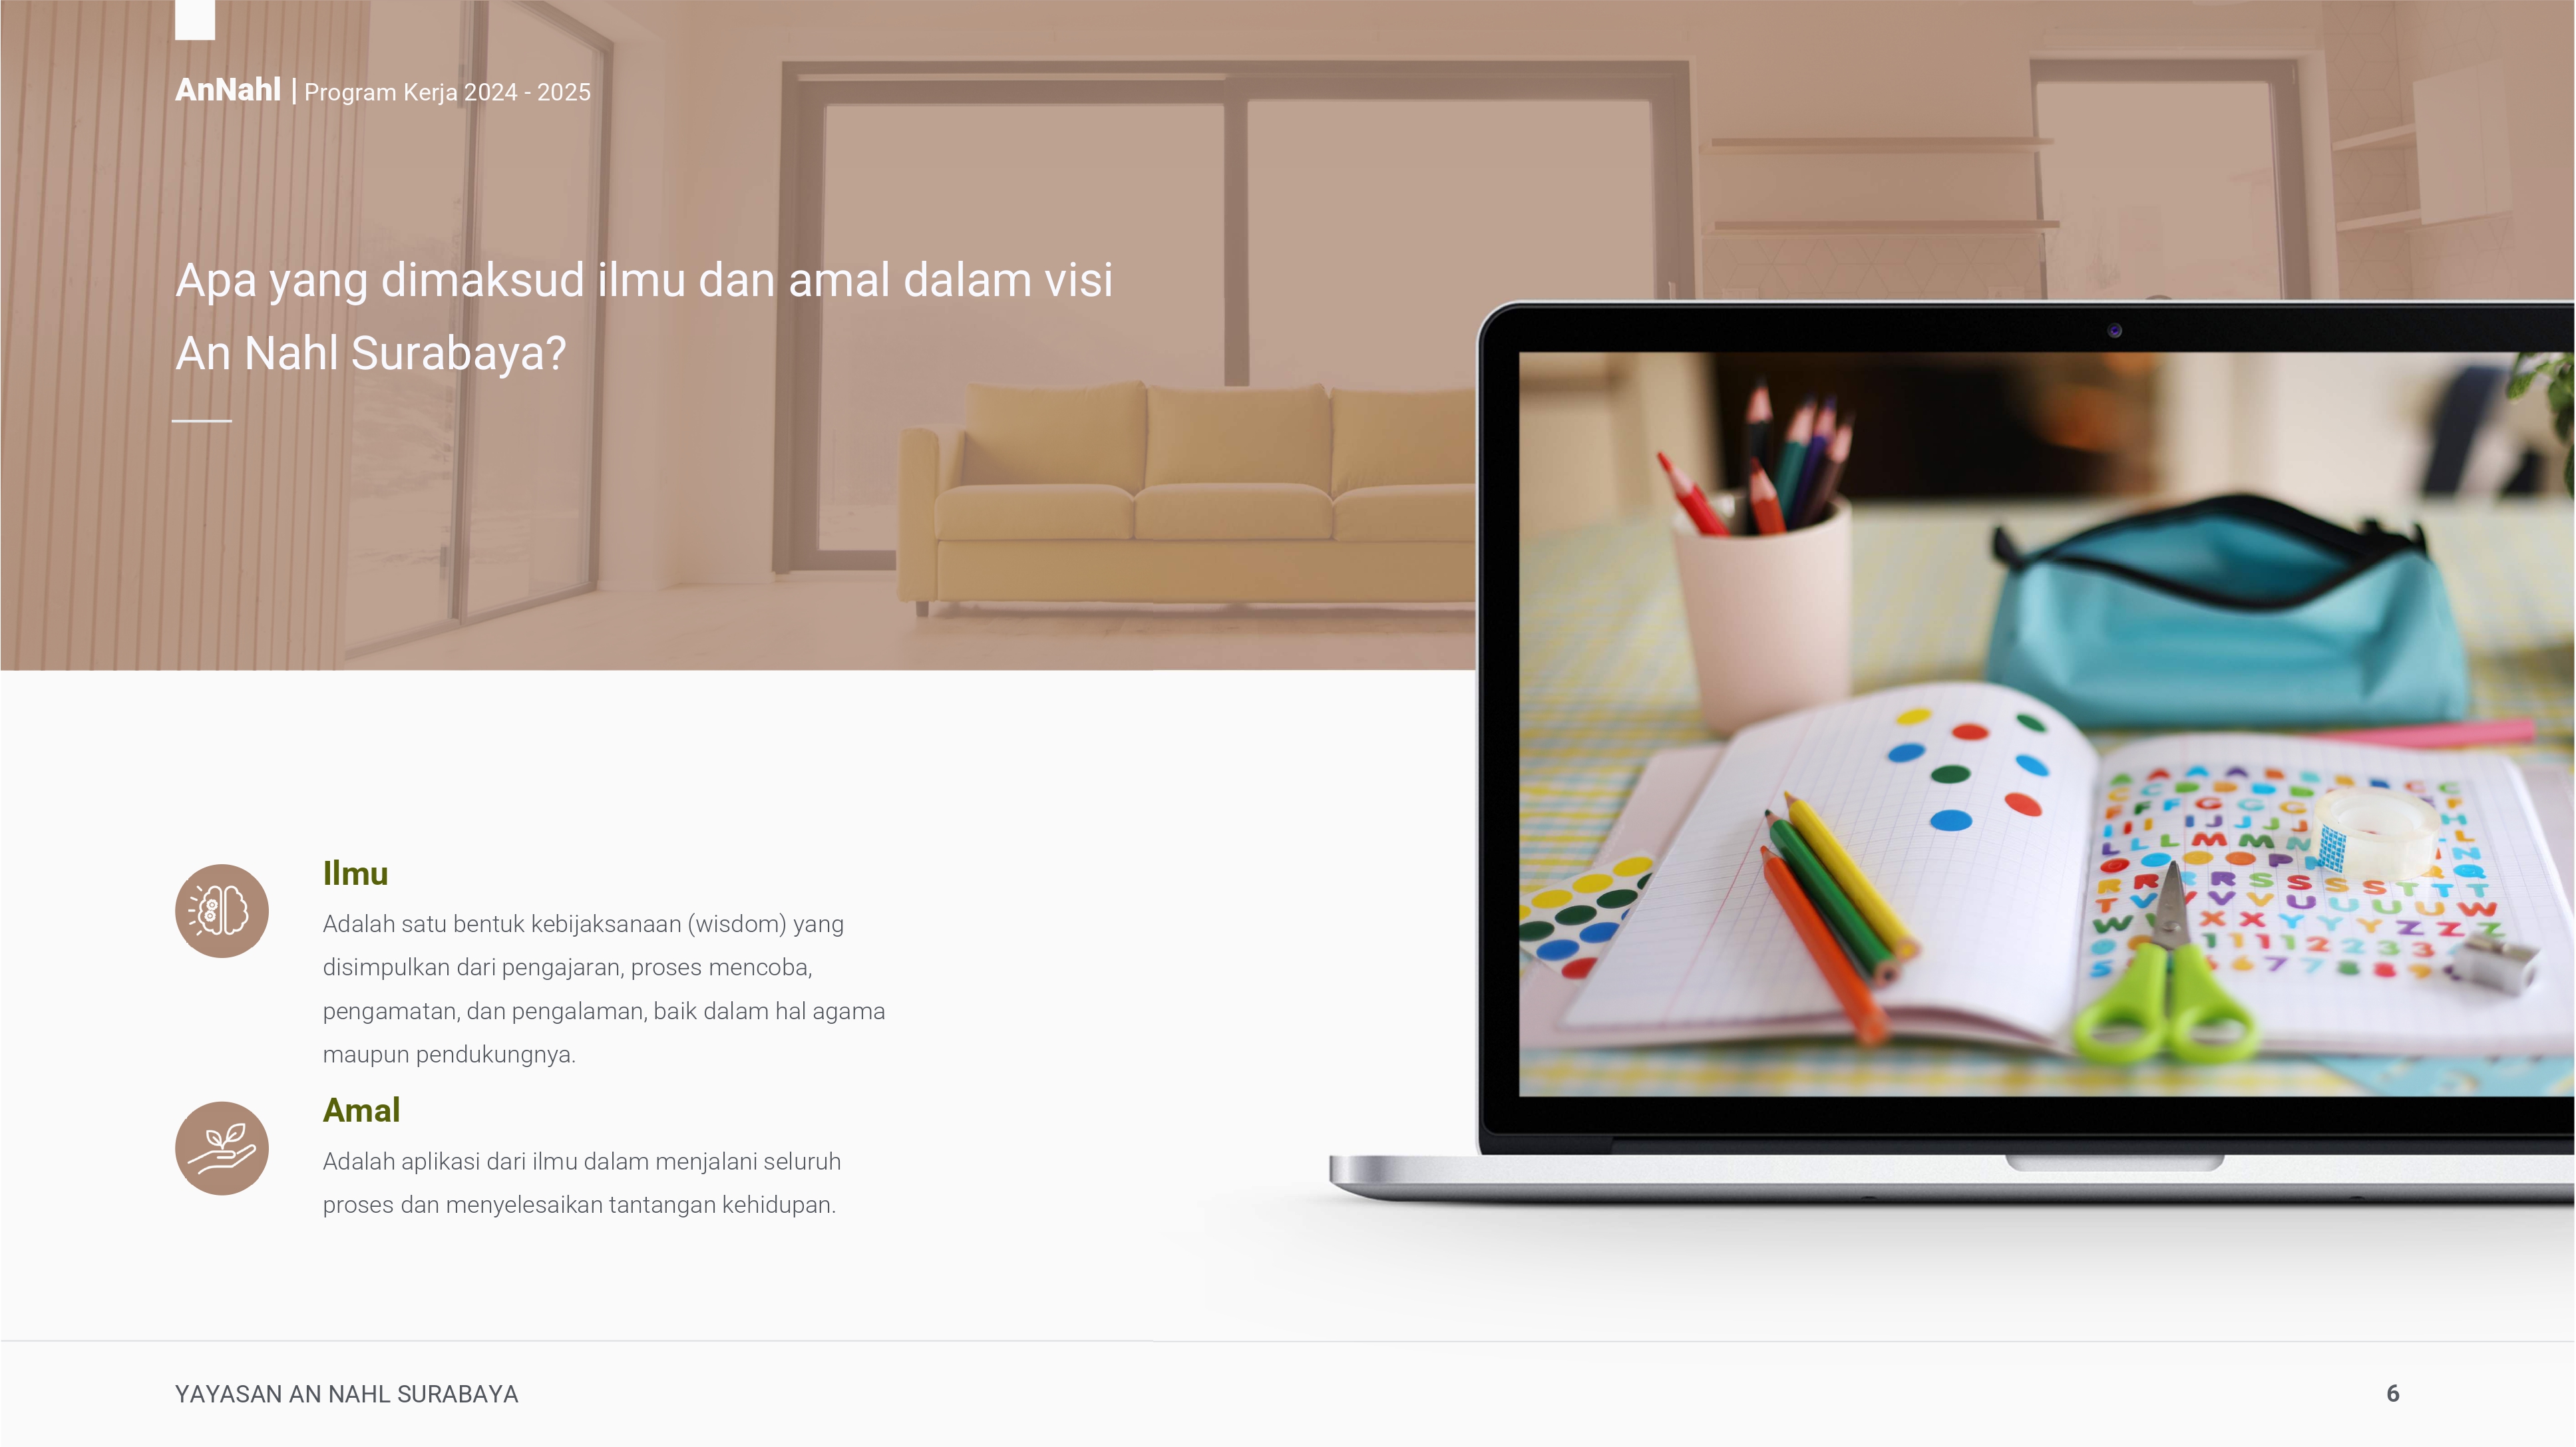 AnNahl | Program Kerja 2024 - 2025
Apa yang dimaksud ilmu dan amal dalam visi
An Nahl Surabaya?
Ilmu
Adalah satu bentuk kebijaksanaan (wisdom) yang
disimpulkan dari pengajaran, proses mencoba,
pengamatan, dan pengalaman, baik dalam hal agama
maupun pendukungnya.
Amal
Adalah aplikasi dari ilmu dalam menjalani seluruh
proses dan menyelesaikan tantangan kehidupan.
YAYASAN AN NAHL SURABAYA
6